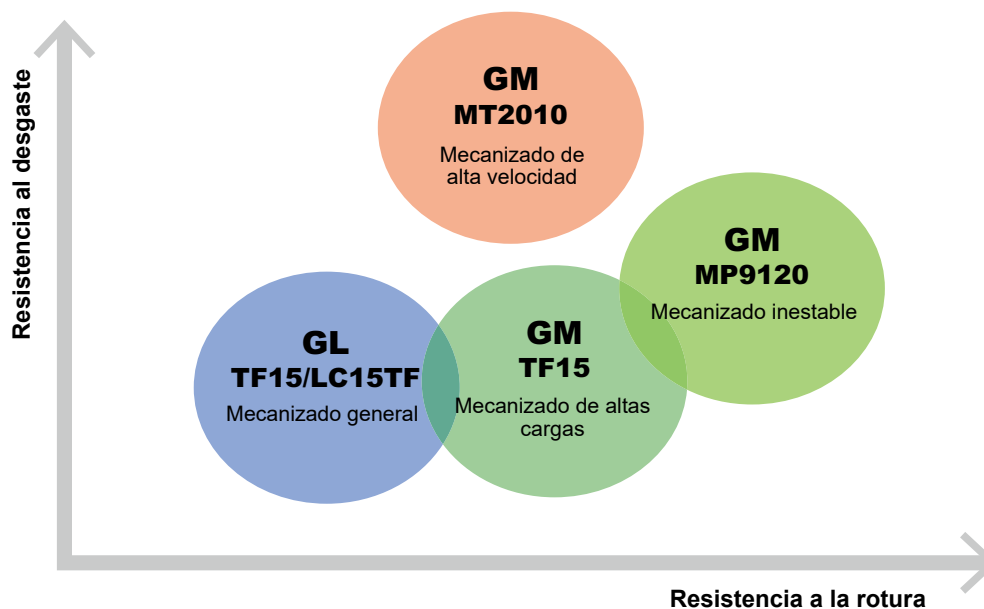 Resistencia al desgaste
GM
MT2010
Mecanizado de
alta velocidad
GM
MP9120
Mecanizado inestable
GL
TF15/LC15TF
Mecanizado general
GM
TF15
Mecanizado de altas
cargas
Resistencia a la rotura